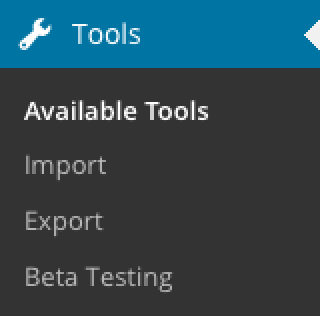 Tools
Available Tools
Import
Export
Beta Testing